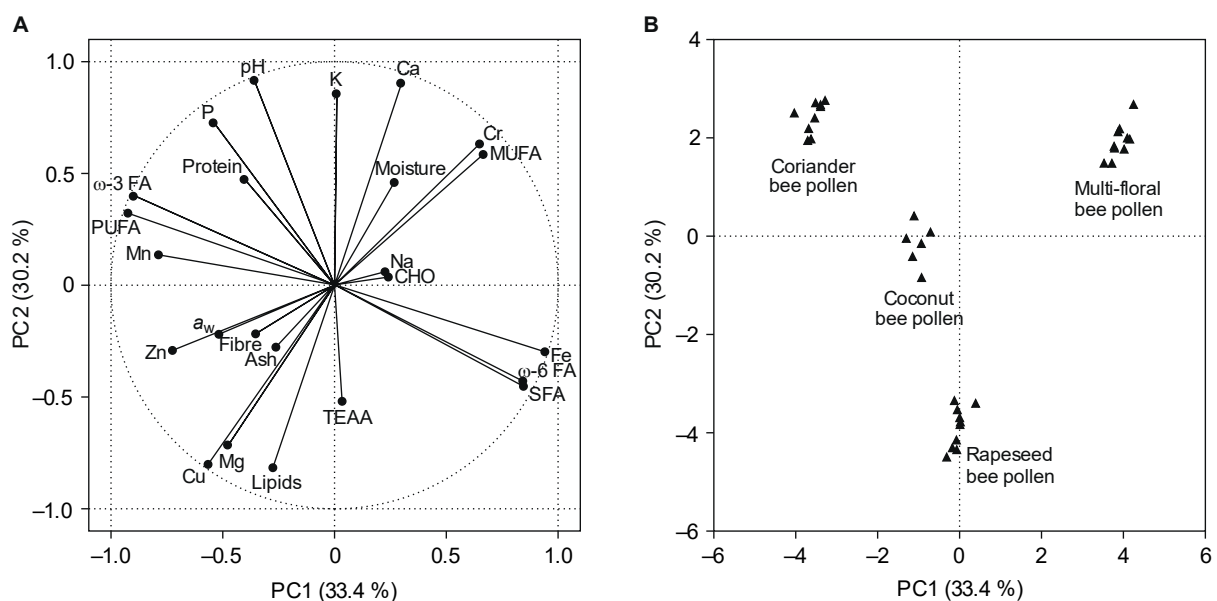 A
PC2 (30.2 %)
1.0
0.5
0
–0.5
–1.0
pH
K
Ca
P
Cr
MUFA
Protein
Moisture
ω-3 FA
PUFA
Mn
Na
CHO
a_w
Zn
Fibre
Ash
Fe
ω-6 FA
SFA
TEAA
Cu
Mg
Lipids
–1.0 –0.5 0 0.5 1.0
PC1 (33.4 %)
B
PC2 (30.2 %)
4
2
0
–2
–4
–6
Coriander
bee pollen
Multi-floral
bee pollen
Coconut
bee pollen
Rapeseed
bee pollen
–6 –4 –2 0 2 4 6
PC1 (33.4 %)